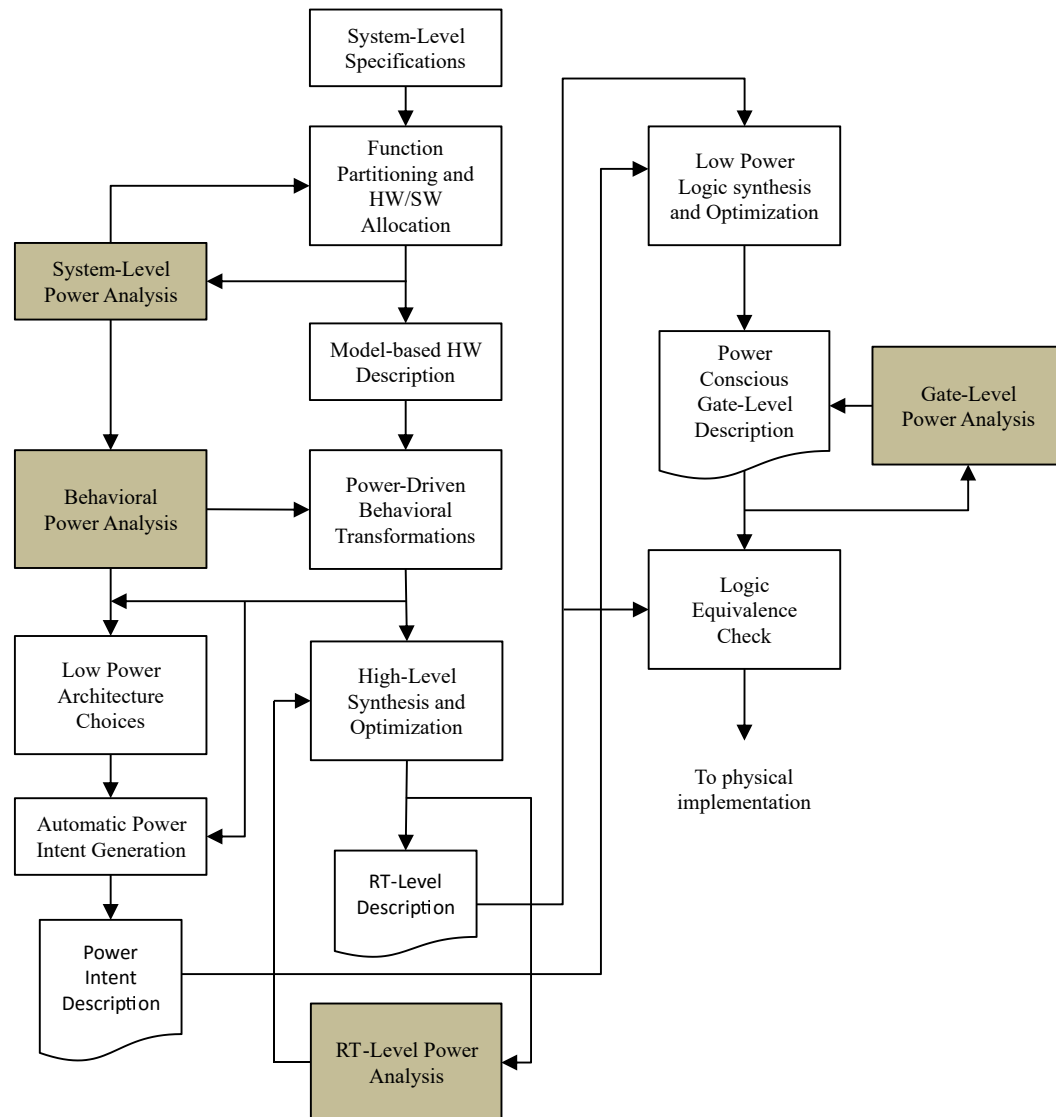 System-Level
Specifications
Function
Partitioning and
HW/SW
Allocation
System-Level
Power Analysis
Model-based HW
Description
Behavioral
Power Analysis
Power-Driven
Behavioral
Transformations
Low Power
Architecture
Choices
High-Level
Synthesis and
Optimization
Automatic Power
Intent Generation
RT-Level
Description
Power
Intent
Description
RT-Level Power
Analysis
Low Power
Logic synthesis
and Optimization
Power
Conscious
Gate-Level
Description
Gate-Level
Power Analysis
Logic
Equivalence
Check
To physical
implementation